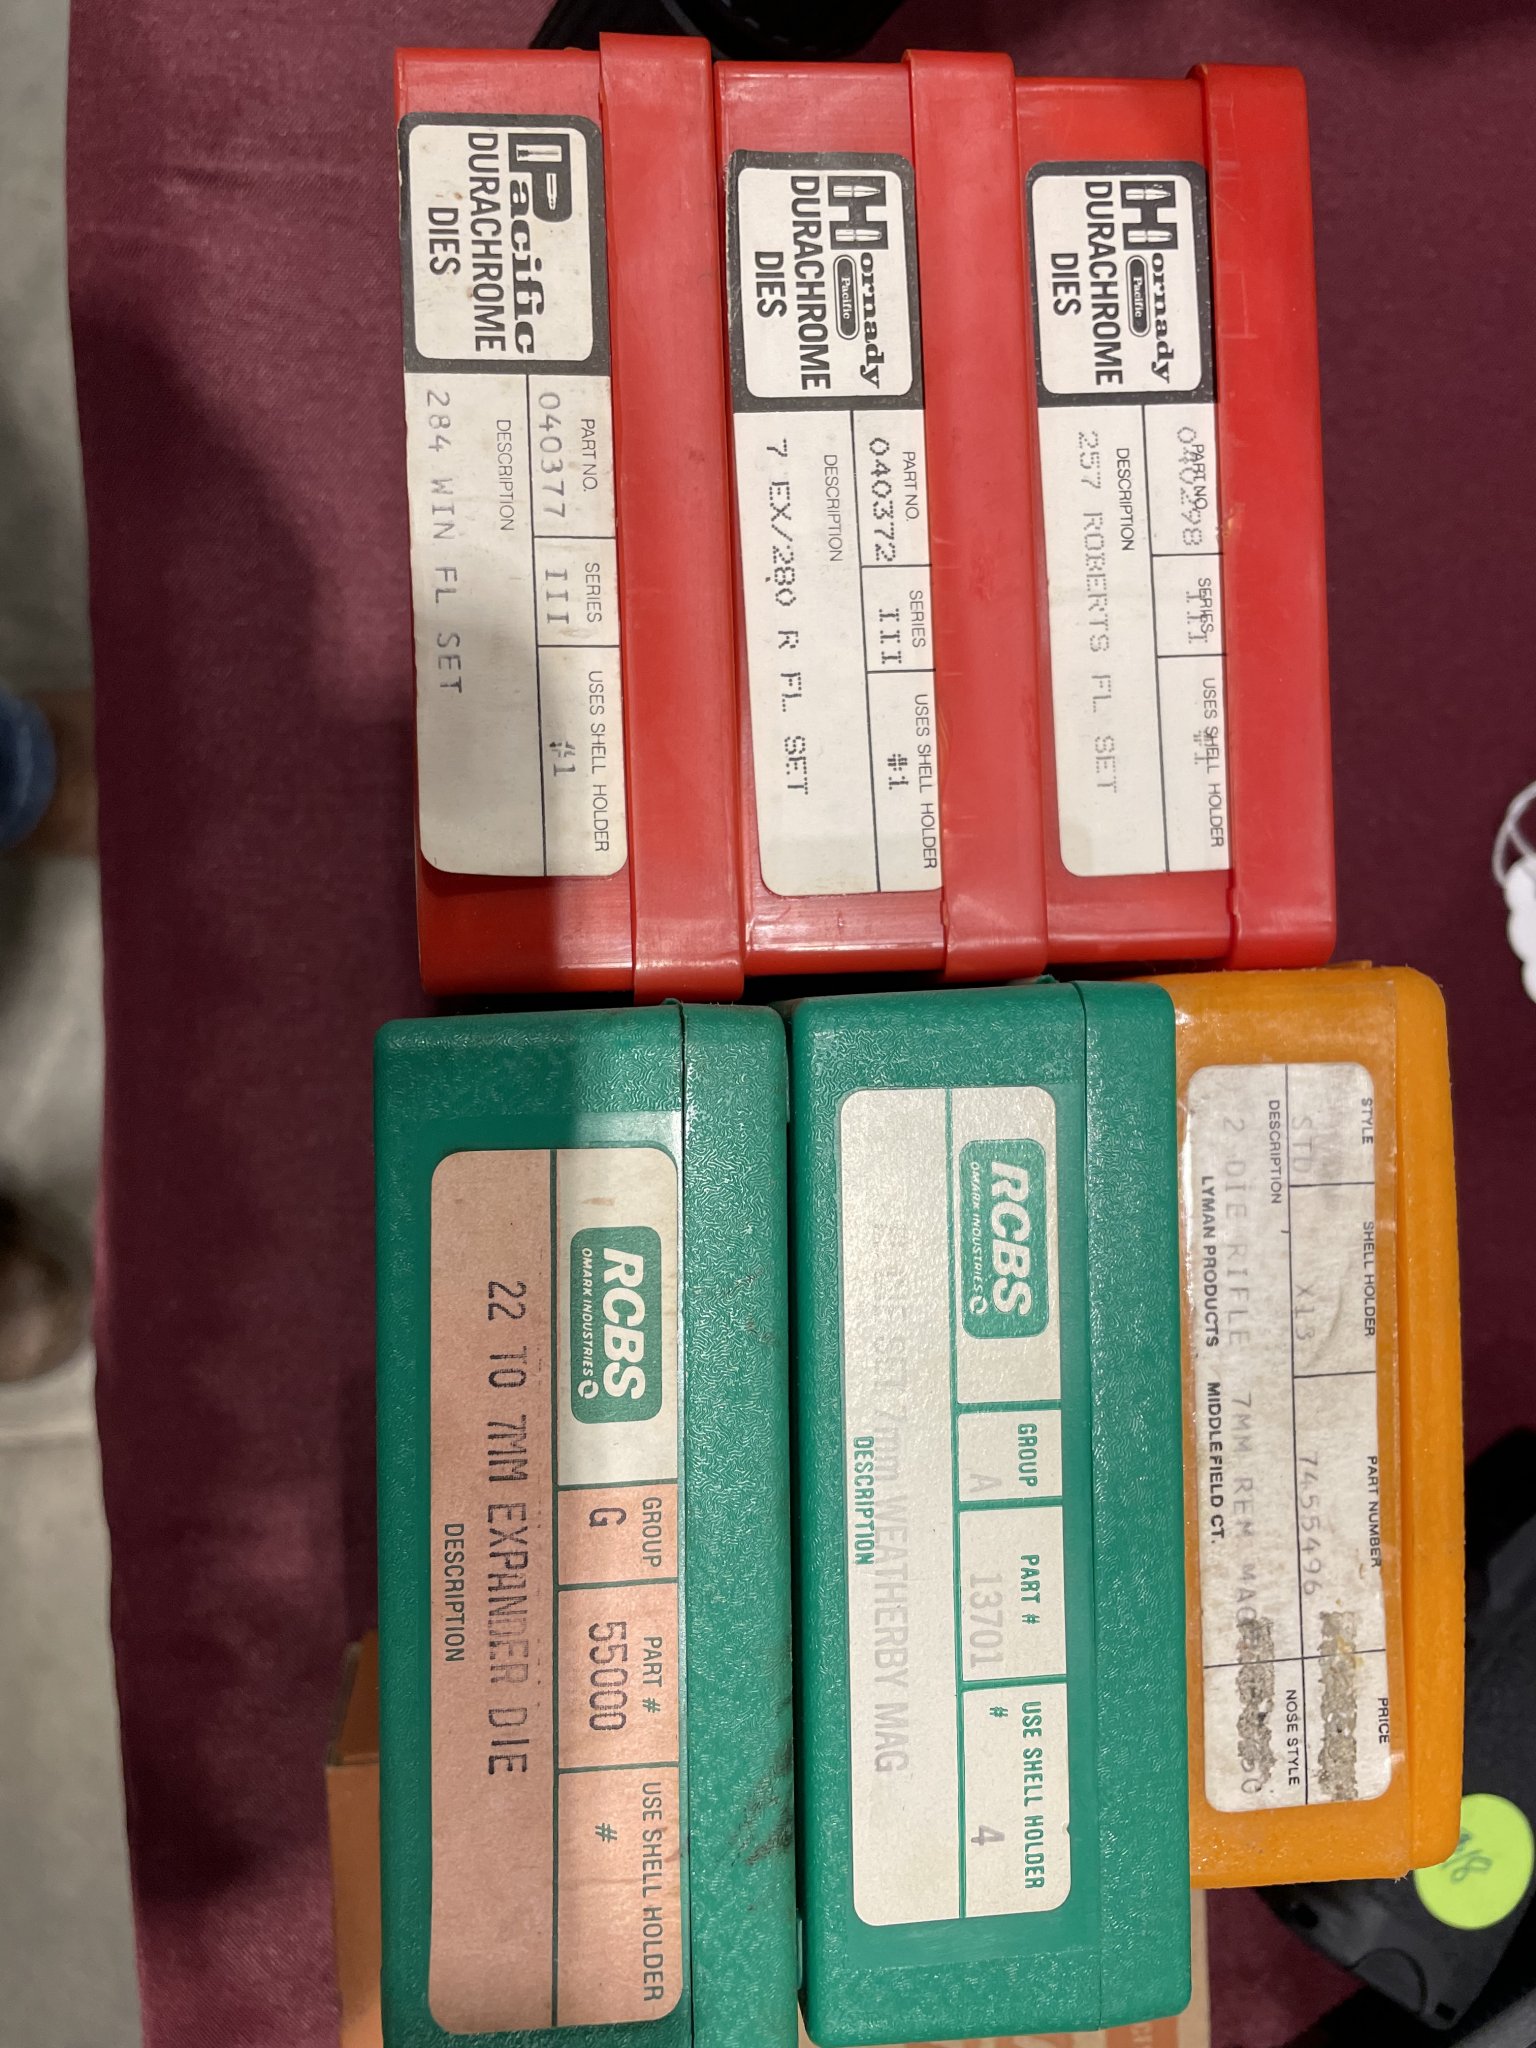 Hornady
Pacific
DURACHROME
DIES
PART NO.
040298
SERIES
III
USES SHELL HOLDER
#1
DESCRIPTION
257 ROBERTS FL SET
Hornady
Pacific
DURACHROME
DIES
PART NO.
040372
SERIES
III
USES SHELL HOLDER
#1
DESCRIPTION
7 EX/280 R FL SET
Pacific
DURACHROME
DIES
PART NO.
040377
SERIES
III
USES SHELL HOLDER
#1
DESCRIPTION
284 WIN FL SET
STYLE
STD
SHELL HOLDER
X13
PART NUMBER
7455496
PRICE
DESCRIPTION
2 DIE RIFLE 7MM REM MAG
NOSE STYLE
LYMAN PRODUCTS MIDDLEFIELD CT.
RCBS
OMARK INDUSTRIES
GROUP
A
PART #
13701
USE SHELL HOLDER
# 4
SET 7mm WEATHERBY MAG
DESCRIPTION
RCBS
OMARK INDUSTRIES
GROUP
G
PART #
55000
USE SHELL HOLDER
#
22 TO 7MM EXPANDER DIE
DESCRIPTION